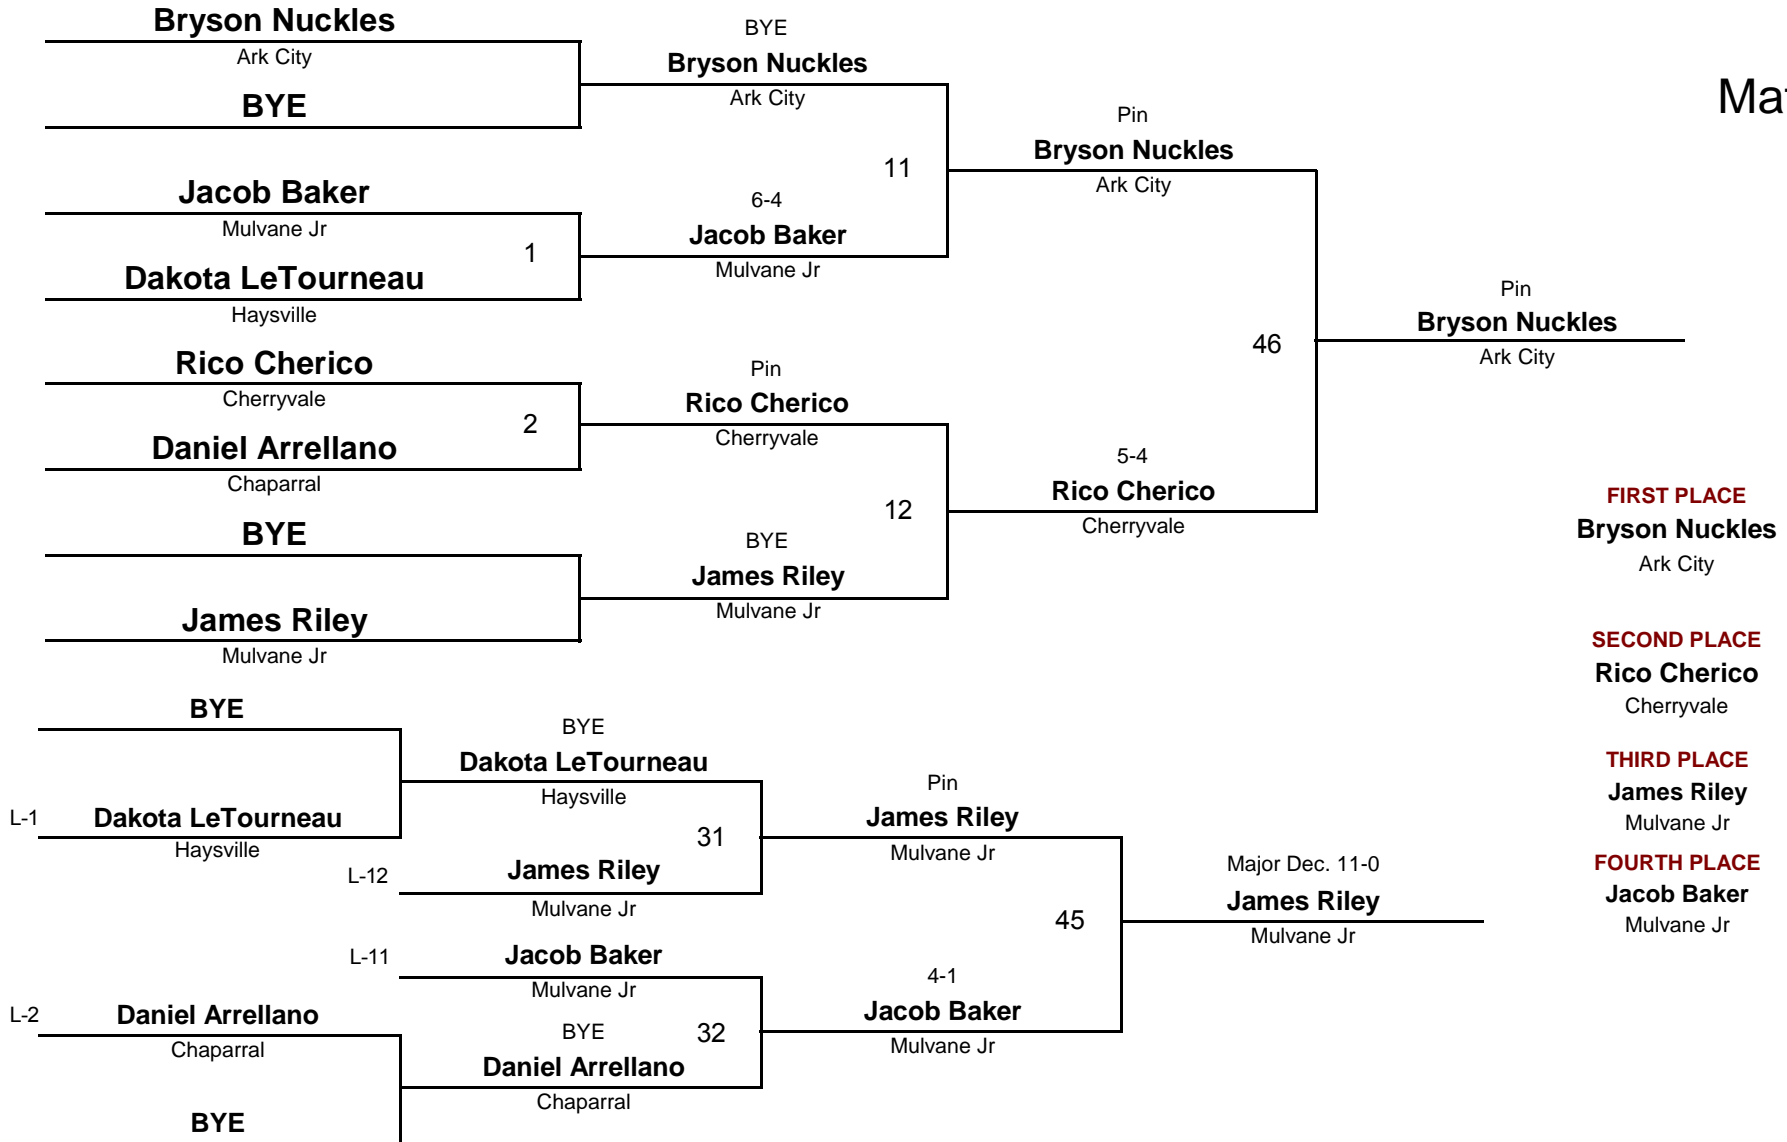 Bryson Nuckles
Ark City
BYE
Jacob Baker
Mulvane Jr
1
Dakota LeTourneau
Haysville
Rico Cherico
Cherryvale
2
Daniel Arrellano
Chaparral
BYE
James Riley
Mulvane Jr
BYE
Bryson Nuckles
Ark City
11
6-4
Jacob Baker
Mulvane Jr
Pin
Rico Cherico
Cherryvale
12
BYE
James Riley
Mulvane Jr
Pin
Bryson Nuckles
Ark City
46
5-4
Rico Cherico
Cherryvale
Pin
Bryson Nuckles
Ark City
FIRST PLACE
Bryson Nuckles
Ark City
SECOND PLACE
Rico Cherico
Cherryvale
THIRD PLACE
James Riley
Mulvane Jr
FOURTH PLACE
Jacob Baker
Mulvane Jr
BYE
L-1
Dakota LeTourneau
Haysville
L-2
Daniel Arrellano
Chaparral
BYE
BYE
Dakota LeTourneau
Haysville
31
L-12
James Riley
Mulvane Jr
L-11
Jacob Baker
Mulvane Jr
32
BYE
Daniel Arrellano
Chaparral
Pin
James Riley
Mulvane Jr
45
4-1
Jacob Baker
Mulvane Jr
Major Dec. 11-0
James Riley
Mulvane Jr